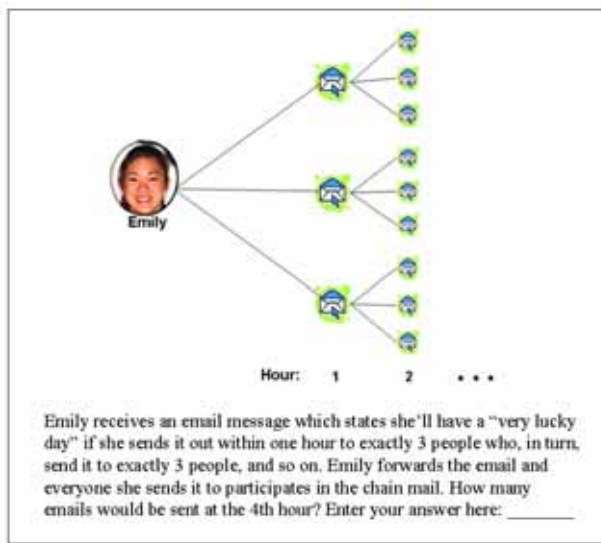 Emily
Hour: 1 2 • • •
Emily receives an email message which states she'll have a “very lucky
day” if she sends it out within one hour to exactly 3 people who, in turn,
send it to exactly 3 people, and so on. Emily forwards the email and
everyone she sends it to participates in the chain mail. How many
emails would be sent at the 4th hour? Enter your answer here: _______